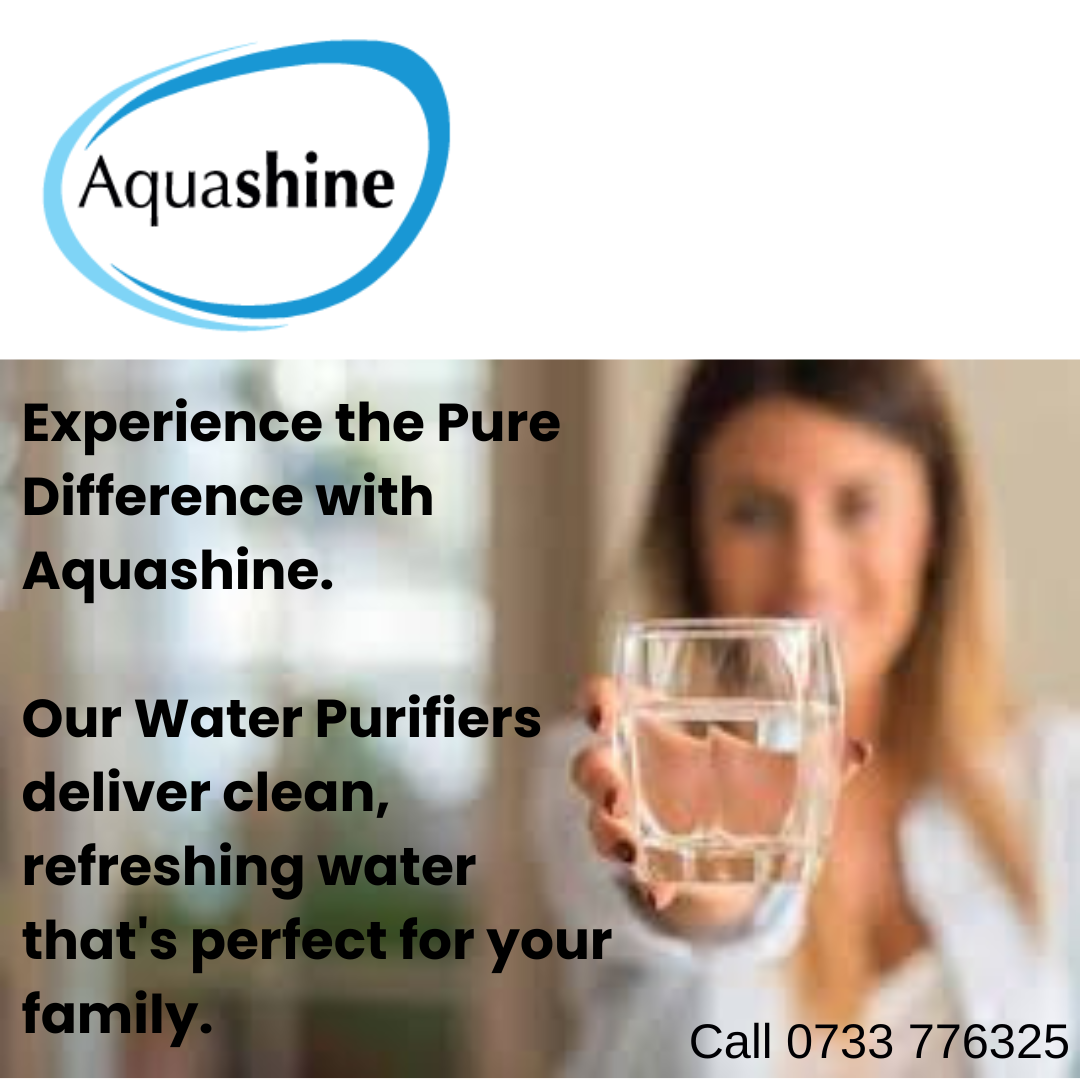 Aquashine
Experience the Pure
Difference with
Aquashine.
Our Water Purifiers
deliver clean,
refreshing water
that's perfect for your
family.
Call 0733 776325